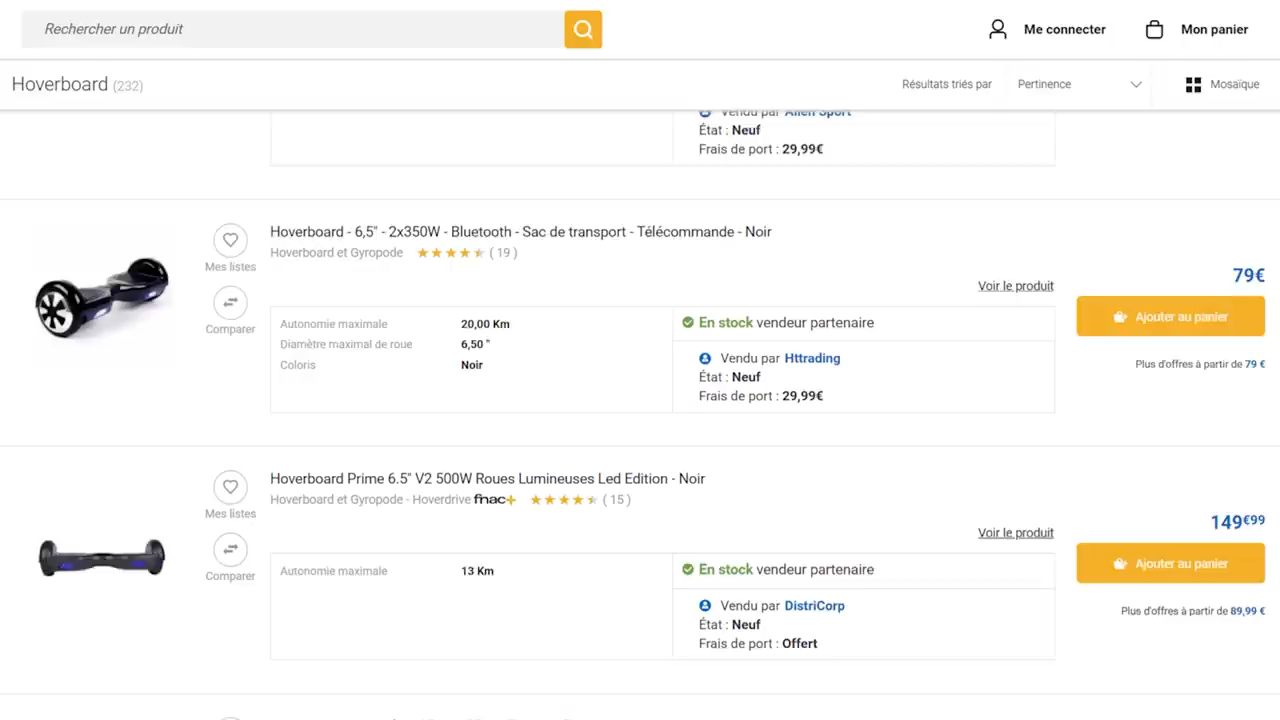 Rechercher un produit
Me connecter
Mon panier
Hoverboard (232)
Résultats triés par
Pertinence
Mosaïque
Vendu par Allen Sport
État : Neuf
Frais de port : 29,99€
Mes listes
Comparer
Hoverboard - 6,5" - 2x350W - Bluetooth - Sac de transport - Télécommande - Noir
Hoverboard et Gyropode ( 19 )
Voir le produit
Autonomie maximale 20,00 Km
Diamètre maximal de roue 6,50 "
Coloris Noir
En stock vendeur partenaire
Vendu par Httrading
État : Neuf
Frais de port : 29,99€
79€
Ajouter au panier
Plus d'offres à partir de 79 €
Mes listes
Comparer
Hoverboard Prime 6.5" V2 500W Roues Lumineuses Led Edition - Noir
Hoverboard et Gyropode - Hoverdrive fnac+ ( 15 )
Voir le produit
Autonomie maximale 13 Km
En stock vendeur partenaire
Vendu par DistriCorp
État : Neuf
Frais de port : Offert
149€99
Ajouter au panier
Plus d'offres à partir de 89,99 €